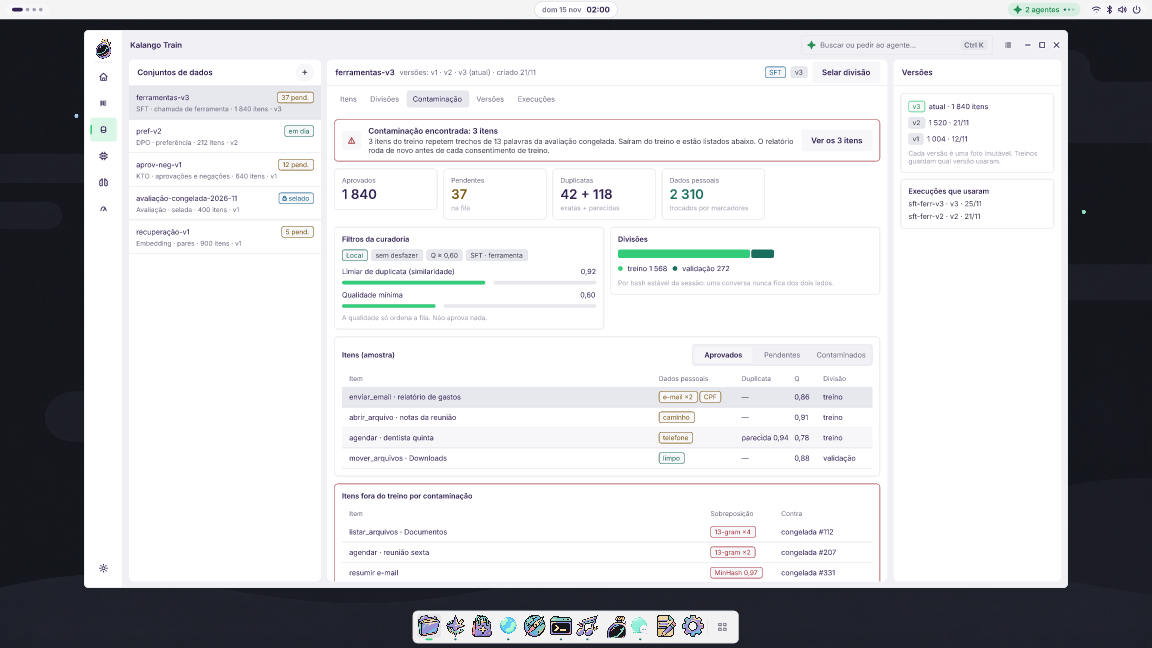 dom 15 nov 02:00
2 agentes
Kalango Train
Buscar ou pedir ao agente...
Ctrl K
Conjuntos de dados
+
ferramentas-v3
37 pend.
SFT · chamada de ferramenta · 1 840 itens · v3
pref-v2
em dia
DPO · preferência · 212 itens · v2
aprov-neg-v1
12 pend.
KTO · aprovações e negações · 640 itens · v1
avaliação-congelada-2026-11
selado
Avaliação · selada · 400 itens · v1
recuperação-v1
5 pend.
Embedding · pares · 900 itens · v1
ferramentas-v3 versões: v1 · v2 · v3 (atual) · criado 21/11
SFT
v3
Selar divisão
Itens
Divisões
Contaminação
Versões
Execuções
Contaminação encontrada: 3 itens
3 itens do treino repetem trechos de 13 palavras da avaliação congelada. Saíram do treino e estão listados abaixo. O relatório
roda de novo antes de cada consentimento de treino.
Ver os 3 itens
Aprovados
1 840
Pendentes
37
na fila
Duplicatas
42 + 118
exatas + parecidas
Dados pessoais
2 310
trocados por marcadores
Filtros da curadoria
Local
sem desfazer
Q ≥ 0,60
SFT · ferramenta
Limiar de duplicata (similaridade)
0,92
Qualidade mínima
0,60
A qualidade só ordena a fila. Não aprova nada.
Divisões
treino 1 568
validação 272
Por hash estável da sessão: uma conversa nunca fica dos dois lados.
Itens (amostra)
Aprovados
Pendentes
Contaminados
Item Dados pessoais Duplicata Q Divisão
enviar_email · relatório de gastos e-mail ×2 CPF — 0,86 treino
abrir_arquivo · notas da reunião caminho — 0,91 treino
agendar · dentista quinta telefone parecida 0,94 0,78 treino
mover_arquivos · Downloads limpo — 0,88 validação
Itens fora do treino por contaminação
Item Sobreposição Contra
listar_arquivos · Documentos 13-gram ×4 congelada #112
agendar · reunião sexta 13-gram ×2 congelada #207
resumir e-mail MinHash 0,97 congelada #331
Versões
v3 atual · 1 840 itens
v2 1 520 · 21/11
v1 1 004 · 12/11
Cada versão é uma foto imutável. Treinos
guardam qual versão usaram.
Execuções que usaram
sft-ferr-v3 · v3 · 25/11
sft-ferr-v2 · v2 · 21/11